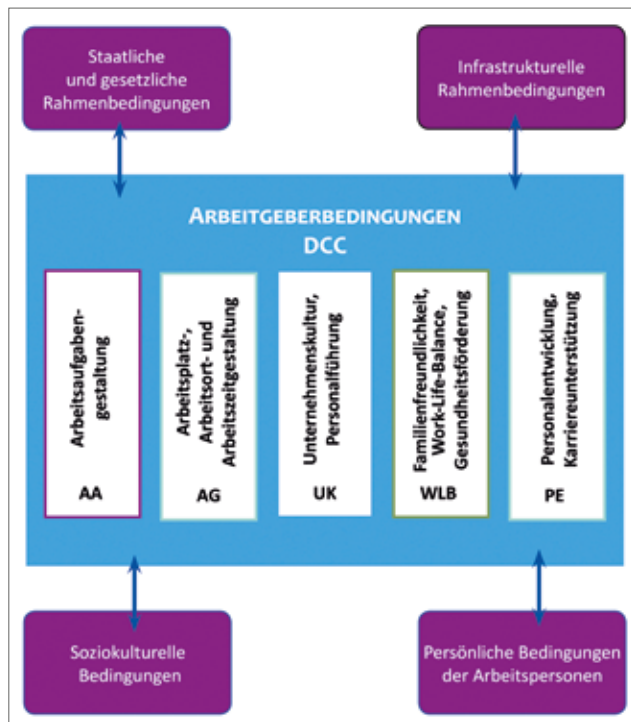 Staatliche
und gesetzliche
Rahmenbedingungen
Infrastrukturelle
Rahmenbedingungen
ARBEITGEBERBEDINGUNGEN
DCC
Arbeitsaufgaben-
gestaltung
AA
Arbeitsplatz-,
Arbeitsort- und
Arbeitszeitgestaltung
AG
Unternehmenskultur,
Personalführung
UK
Familienfreundlichkeit,
Work-Life-Balance,
Gesundheitsförderung
WLB
Personalentwicklung,
Karriereunterstützung
PE
Soziokulturelle
Bedingungen
Persönliche Bedingungen
der Arbeitspersonen